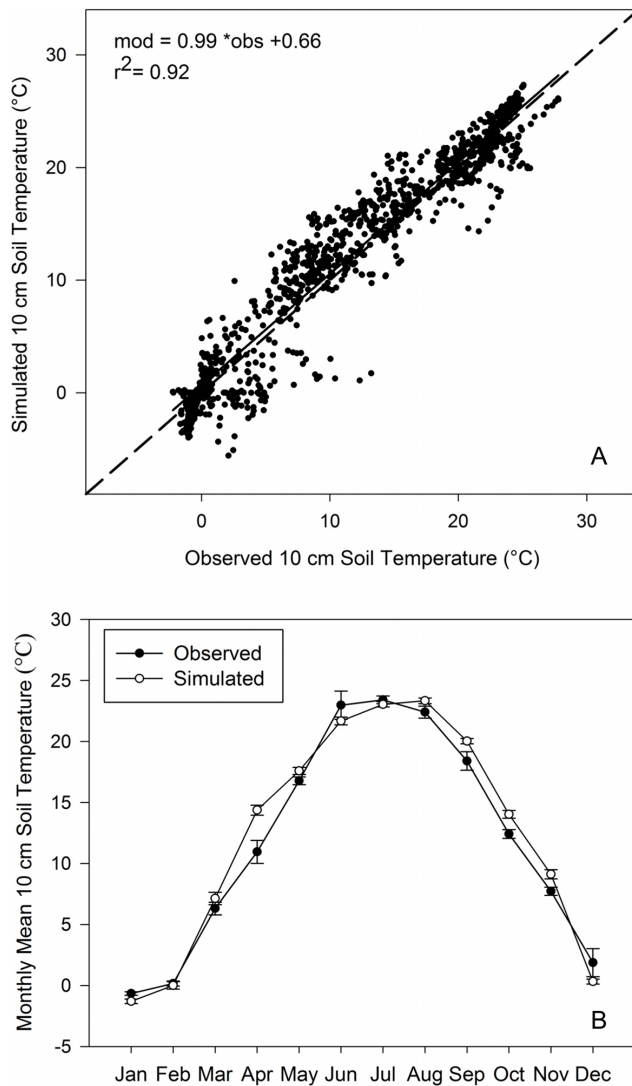 mod = 0.99 *obs +0.66
r2= 0.92
30
20
10
0
Simulated 10 cm Soil Temperature (°C)
A
0 10 20 30
Observed 10 cm Soil Temperature (°C)
30
25
20
15
10
5
0
-5
Monthly Mean 10 cm Soil Temperature (°C)
Observed
Simulated
B
Jan Feb Mar Apr May Jun Jul Aug Sep Oct Nov Dec